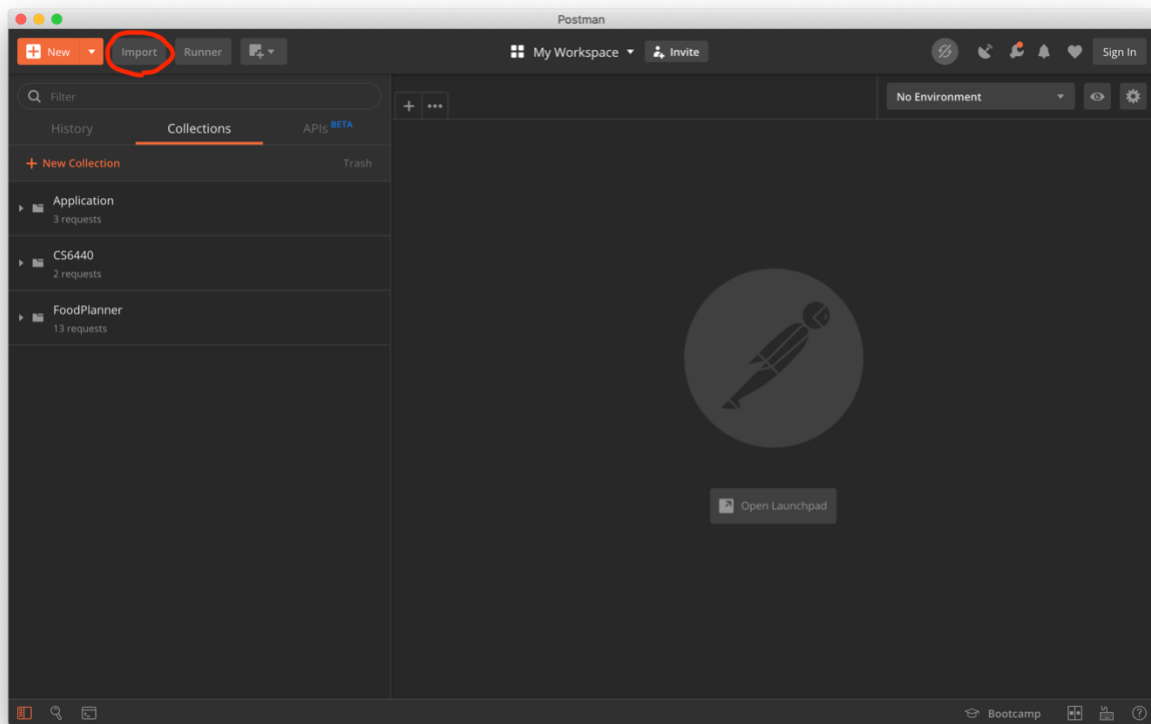 Postman
New Import Runner My Workspace Invite Sign In
Filter
No Environment
History Collections APIs BETA
+ New Collection Trash
Application
3 requests
CS6440
2 requests
FoodPlanner
13 requests
Open Launchpad
Bootcamp